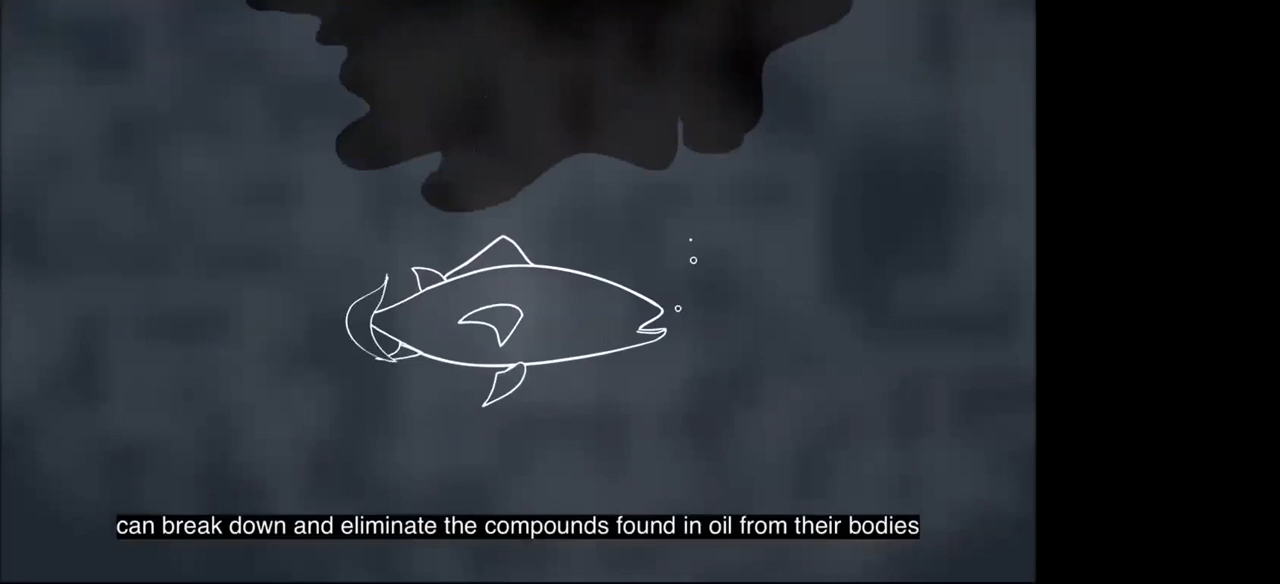 can break down and eliminate the compounds found in oil from their bodies